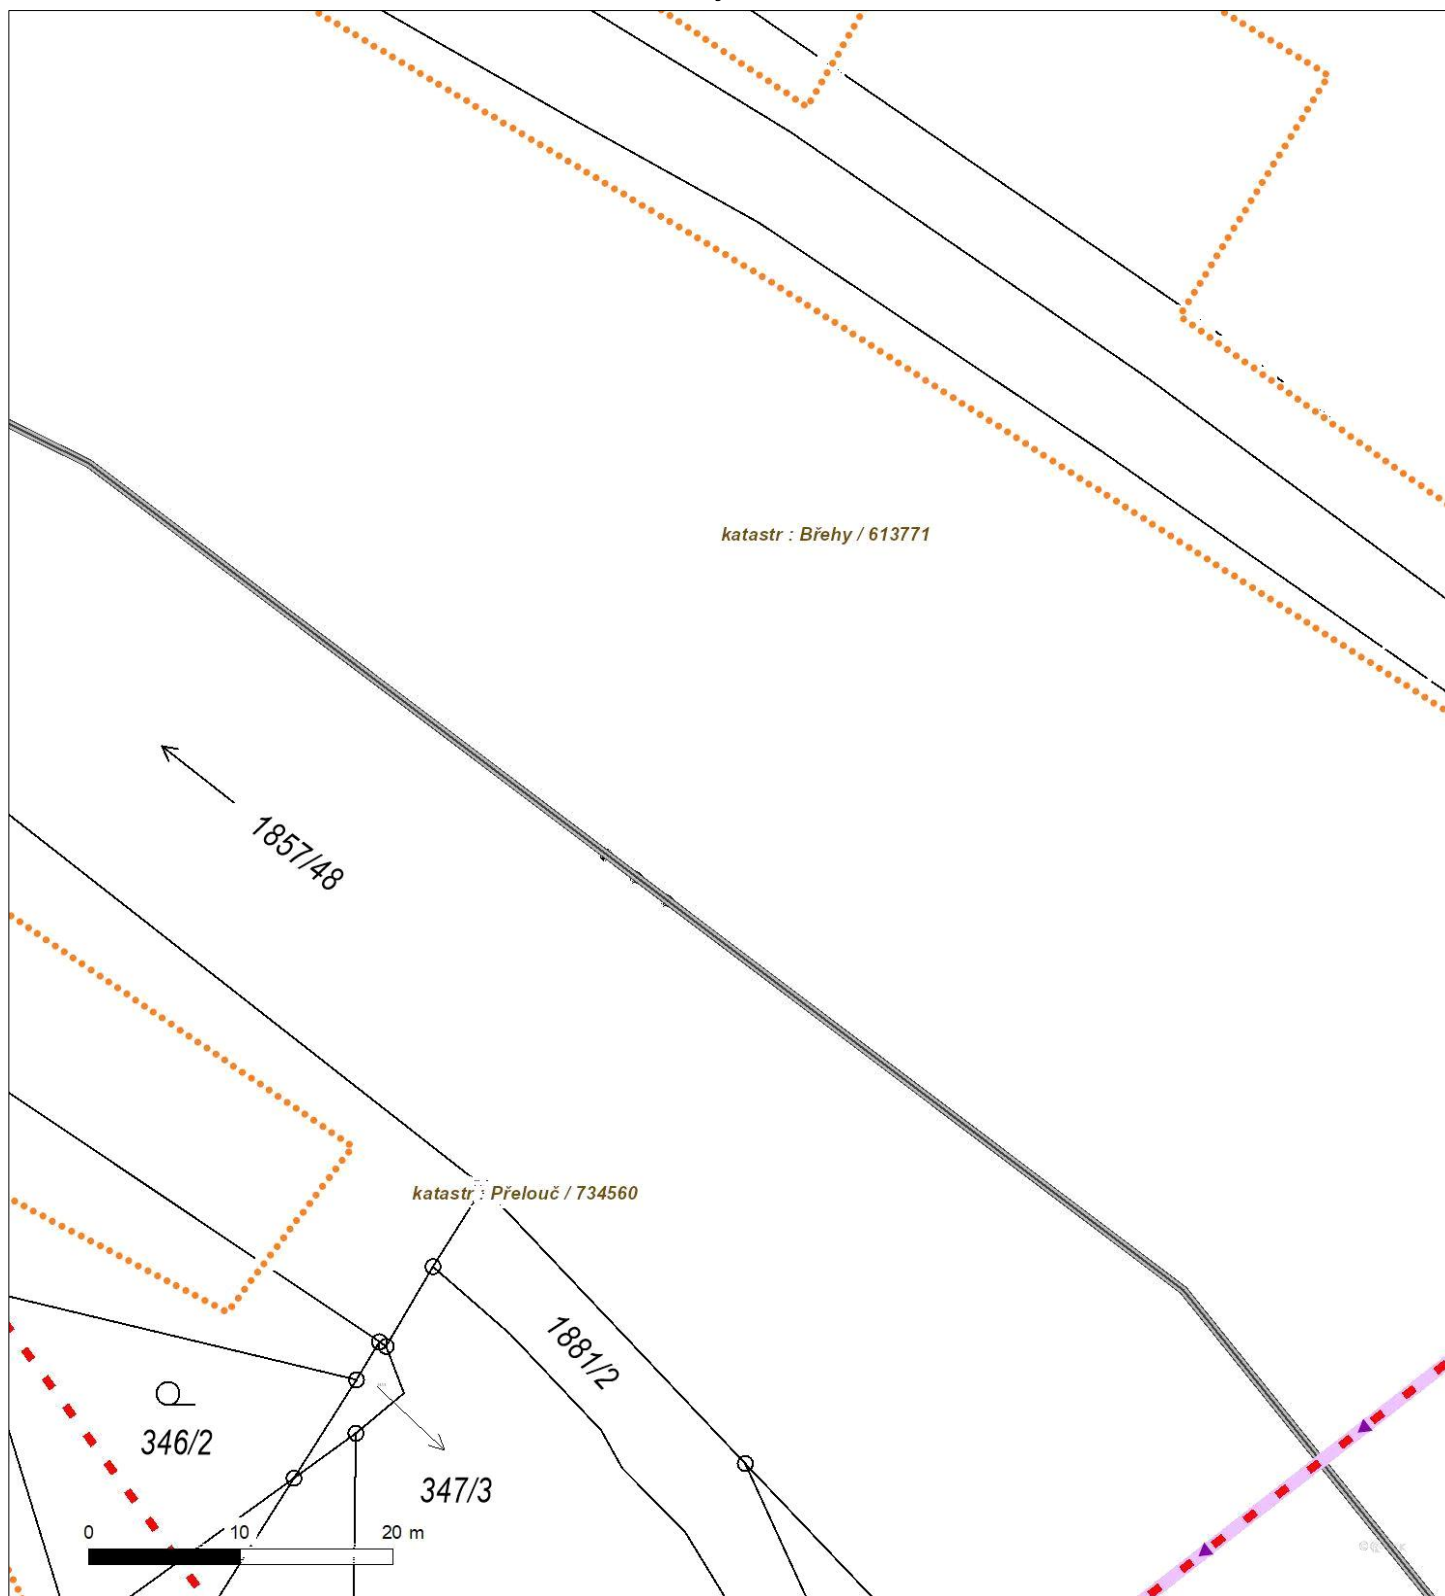 katastr : Břehy / 613771
1857/48
katastr : Přelouč / 734560
1881/2
346/2
347/3
0 10 20 m